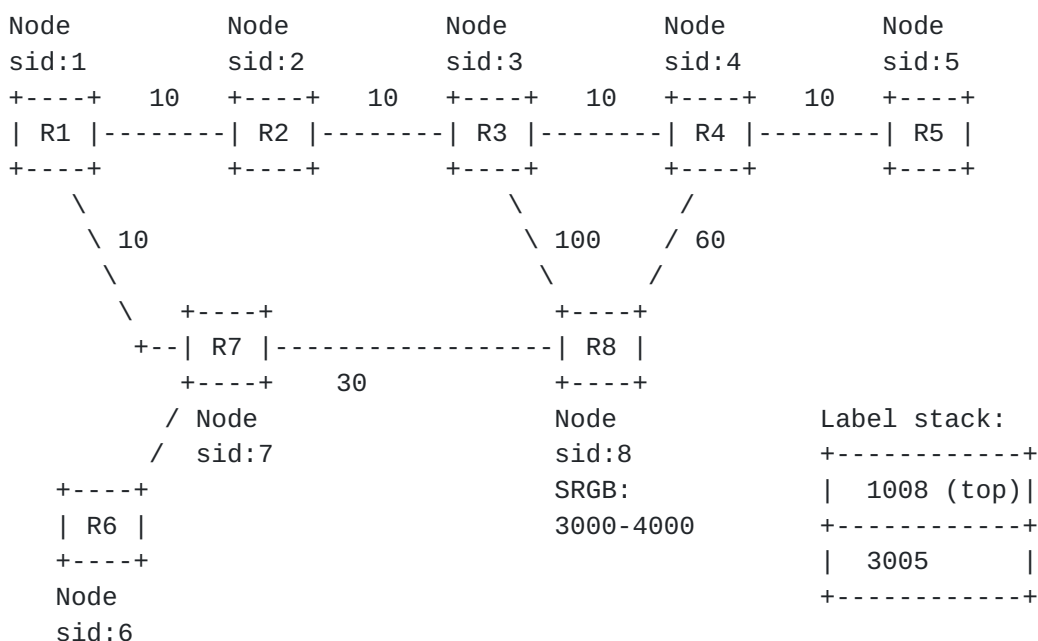 Node Node Node Node Node
sid:1 sid:2 sid:3 sid:4 sid:5
10 10 10 10
R1 R2 R3 R4 R5
10 100 60
R7 R8
30
Node Node Label stack:
sid:7 sid:8
SRGB: 1008 (top)
R6 3000-4000
3005
Node
sid:6